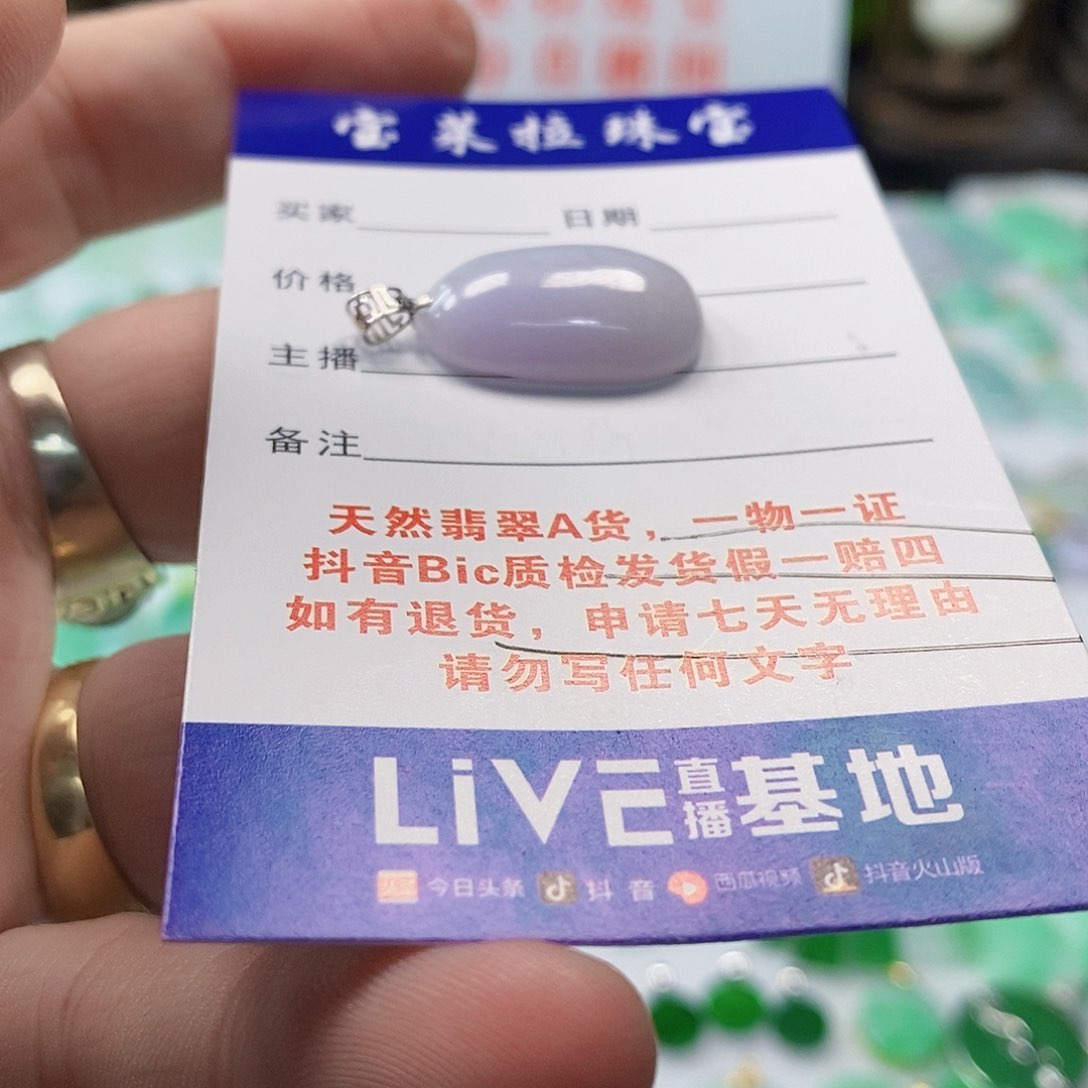 宝莱拉珠宝
买家 日期
价格
主播
备注
天然翡翠A货，一物一证
抖音Bic质检发货假一赔四
如有退货，申请七天无理由
请勿写任何文字
LiVE直播基地
今日头条 抖音 西瓜视频 抖音火山版